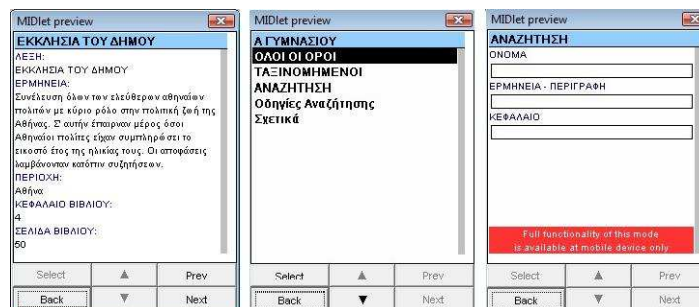 MIDlet preview
ΕΚΚΛΗΣΙΑ ΤΟΥ ΔΗΜΟΥ
ΛΕΞΗ:
ΕΚΚΛΗΣΙΑ ΤΟΥ ΔΗΜΟΥ
ΕΡΜΗΝΕΙΑ:
Συνέλευση όλων των ελεύθερων αθηναίων
πολιτών με κύριο ρόλο στην πολιτική ζωή της
Αθήνας. Σ' αυτήν έπαιρναν μέρος όσοι
Αθηναίοι πολίτες είχαν συμπληρώσει το
εικοστό έτος της ηλικίας τους. Οι αποφάσεις
λαμβάνονταν κατόπιν συζητήσεων.
ΠΕΡΙΟΧΗ:
Αθήνα
ΚΕΦΑΛΑΙΟ ΒΙΒΛΙΟΥ:
4
ΣΕΛΙΔΑ ΒΙΒΛΙΟΥ:
50
Select ▲ Prev
Back ▼ Next
MIDlet preview
Α ΓΥΜΝΑΣΙΟΥ
ΟΛΟΙ ΟΙ ΟΡΟΙ
ΤΑΞΙΝΟΜΗΜΕΝΟΙ
ΑΝΑΖΗΤΗΣΗ
Οδηγίες Αναζήτησης
Σχετικά
Select ▲ Prev
Back ▼ Next
MIDlet preview
ΑΝΑΖΗΤΗΣΗ
ΟΝΟΜΑ
ΕΡΜΗΝΕΙΑ - ΠΕΡΙΓΡΑΦΗ
ΚΕΦΑΛΑΙΟ
Full functionality of this mode
is available at mobile device only
Select ▲ Prev
Back ▼ Next